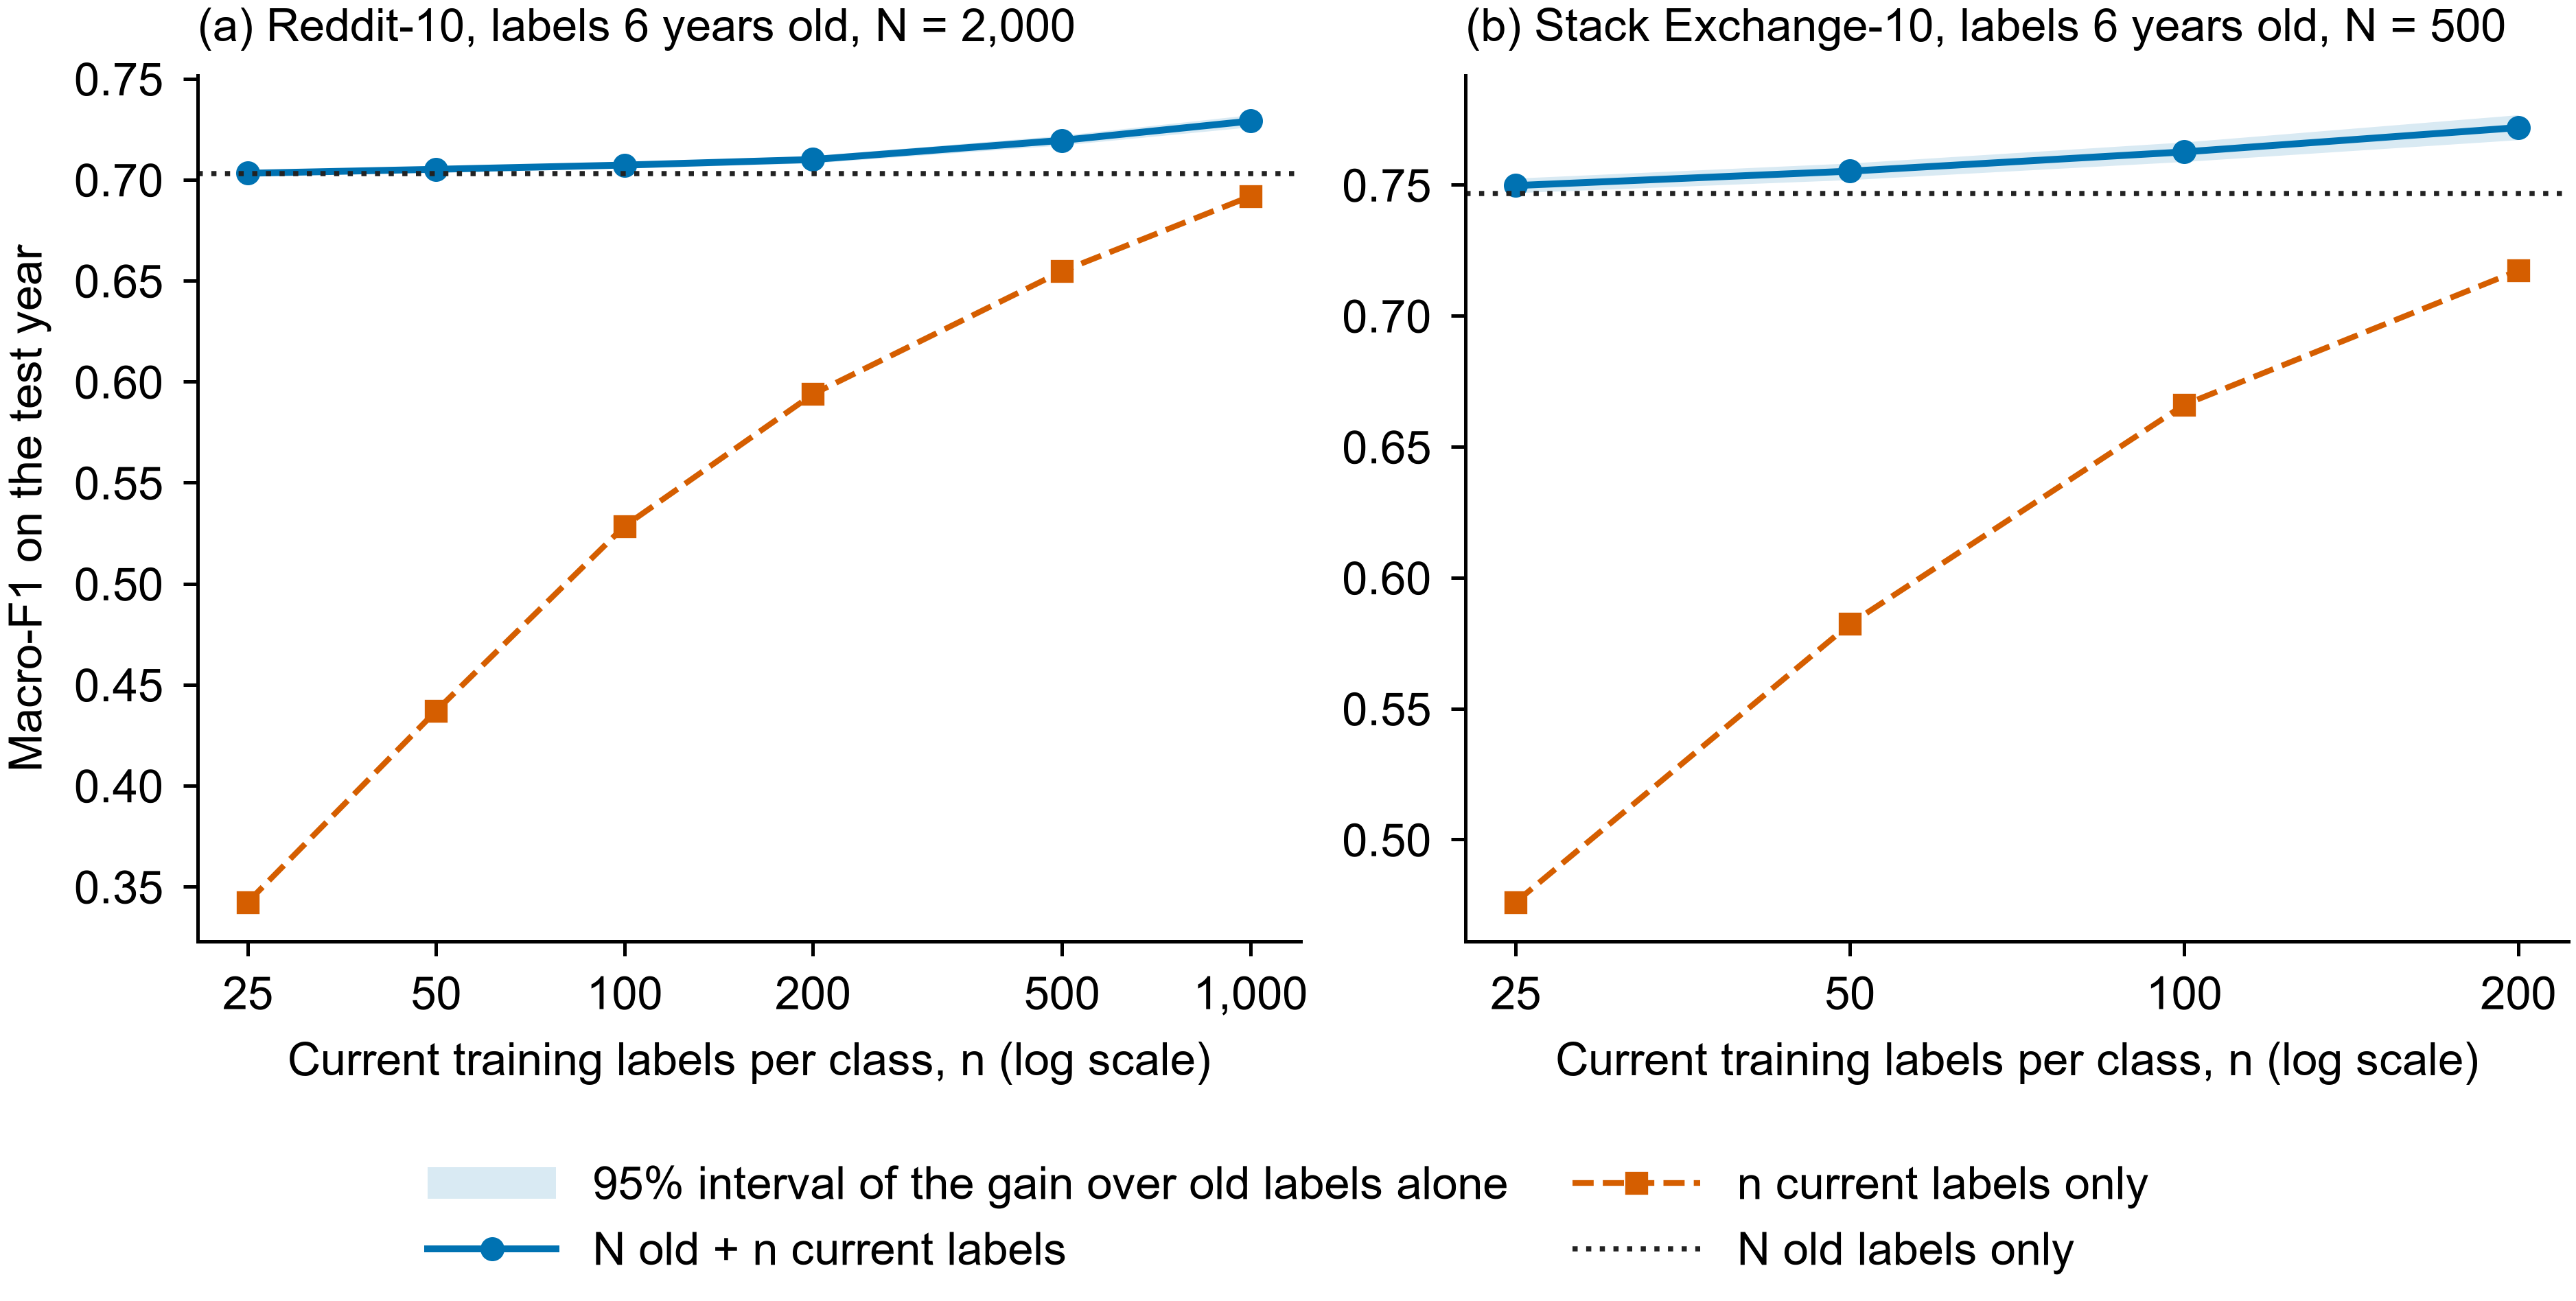 (a) Reddit-10, labels 6 years old, N = 2,000
0.75
0.70
0.65
0.60
0.55
0.50
0.45
0.40
0.35
Macro-F1 on the test year
25 50 100 200 500 1,000
Current training labels per class, n (log scale)
(b) Stack Exchange-10, labels 6 years old, N = 500
0.75
0.70
0.65
0.60
0.55
0.50
25 50 100 200
Current training labels per class, n (log scale)
95% interval of the gain over old labels alone
N old + n current labels
n current labels only
N old labels only